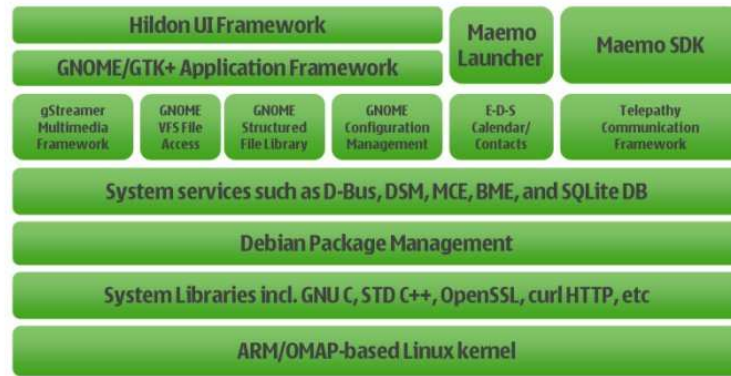 Hildon UI Framework
Maemo
Launcher
Maemo SDK
GNOME/GTK+ Application Framework
gStreamer
Multimedia
Framework
GNOME
VFS File
Access
GNOME
Structured
File Library
GNOME
Configuration
Management
E-D-S
Calendar/
Contacts
Telepathy
Communication
Framework
System services such as D-Bus, DSM, MCE, BME, and SQLite DB
Debian Package Management
System Libraries incl. GNU C, STD C++, OpenSSL, curl HTTP, etc
ARM/OMAP-based Linux kernel